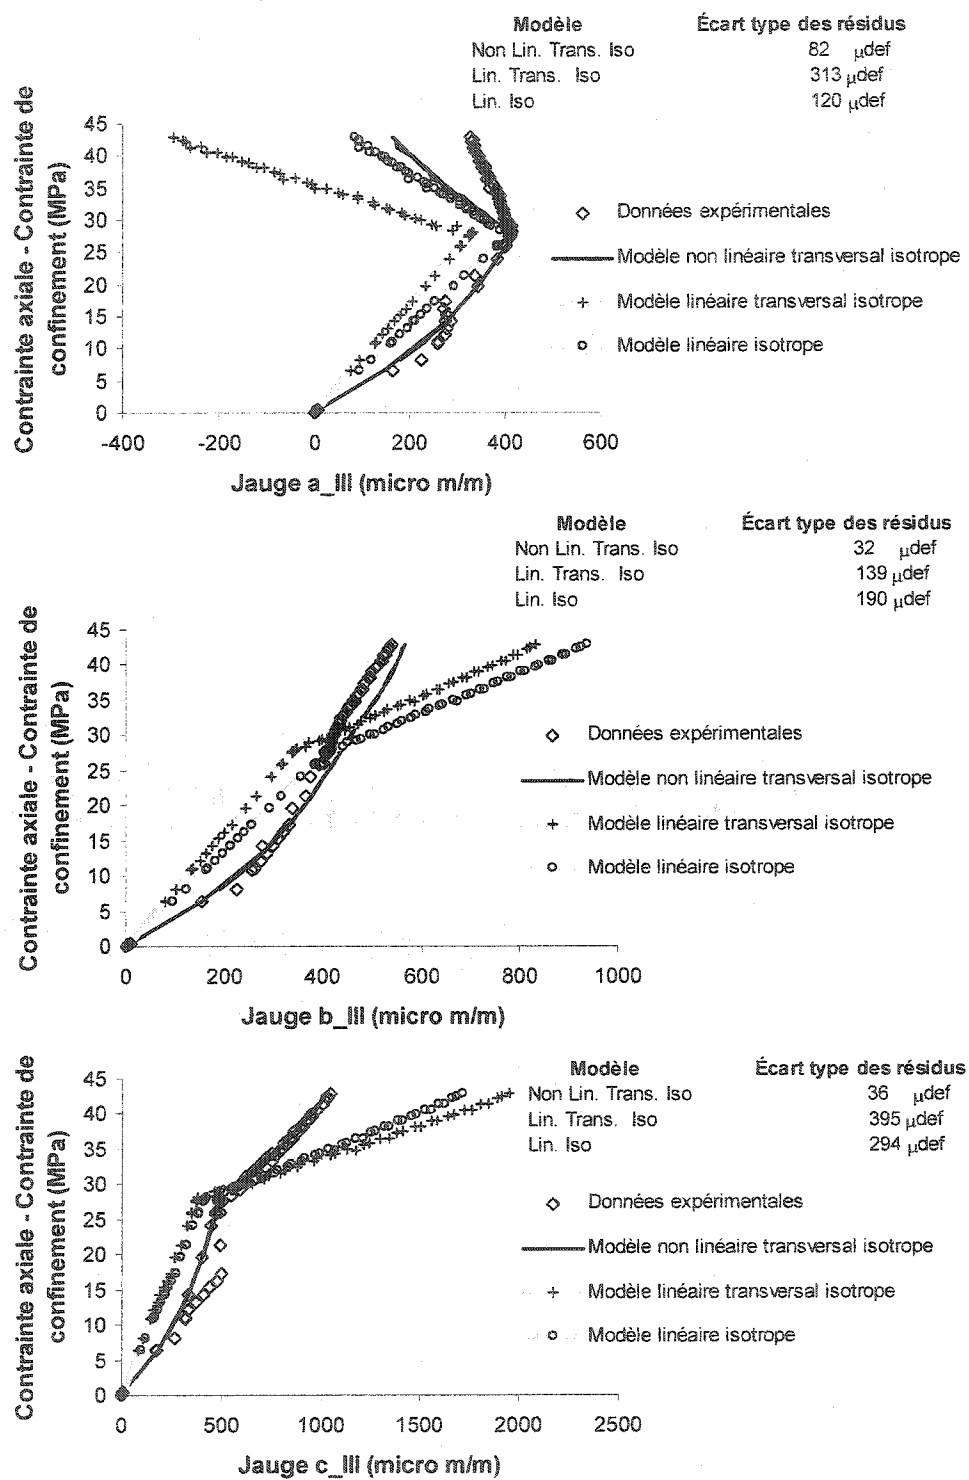 Modèle Écart type des résidus
Non Lin. Trans. Iso 82 µdef
Lin. Trans. Iso 313 µdef
Lin. Iso 120 µdef
Contrainte axiale - Contrainte de
confinement (MPa)
45
40
35
30
25
20
15
10
5
0
-400 -200 0 200 400 600
Jauge a_III (micro m/m)
Données expérimentales
Modèle non linéaire transversal isotrope
Modèle linéaire transversal isotrope
Modèle linéaire isotrope
Modèle Écart type des résidus
Non Lin. Trans. Iso 32 µdef
Lin. Trans. Iso 139 µdef
Lin. Iso 190 µdef
Contrainte axiale - Contrainte de
confinement (MPa)
45
40
35
30
25
20
15
10
5
0
0 200 400 600 800 1000
Jauge b_III (micro m/m)
Données expérimentales
Modèle non linéaire transversal isotrope
Modèle linéaire transversal isotrope
Modèle linéaire isotrope
Modèle Écart type des résidus
Non Lin. Trans. Iso 36 µdef
Lin. Trans. Iso 395 µdef
Lin. Iso 294 µdef
Contrainte axiale - Contrainte de
confinement (MPa)
45
40
35
30
25
20
15
10
5
0
0 500 1000 1500 2000 2500
Jauge c_III (micro m/m)
Données expérimentales
Modèle non linéaire transversal isotrope
Modèle linéaire transversal isotrope
Modèle linéaire isotrope